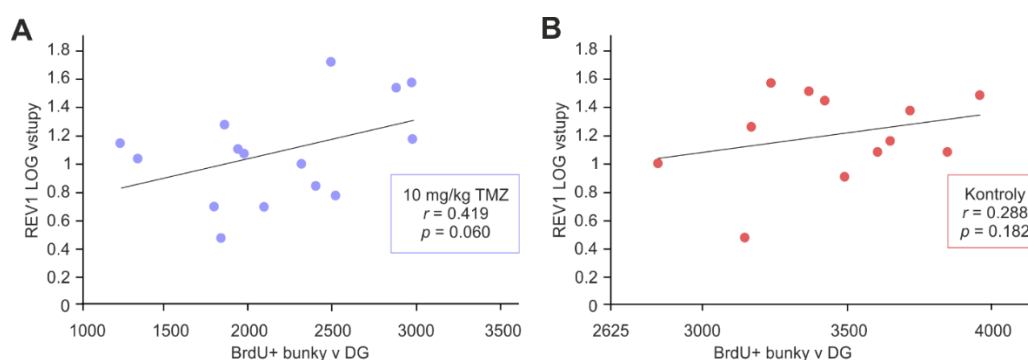 A
REV1 LOG vstupy
1.8
1.6
1.4
1.2
1
0.8
0.6
0.4
0.2
0
1000
1500
2000
2500
3000
3500
BrdU+ bunky v DG
10 mg/kg TMZ
r = 0.419
p = 0.060
B
REV1 LOG vstupy
1.8
1.6
1.4
1.2
1
0.8
0.6
0.4
0.2
0
2625
3000
3500
4000
BrdU+ bunky v DG
Kontroly
r = 0.288
p = 0.182